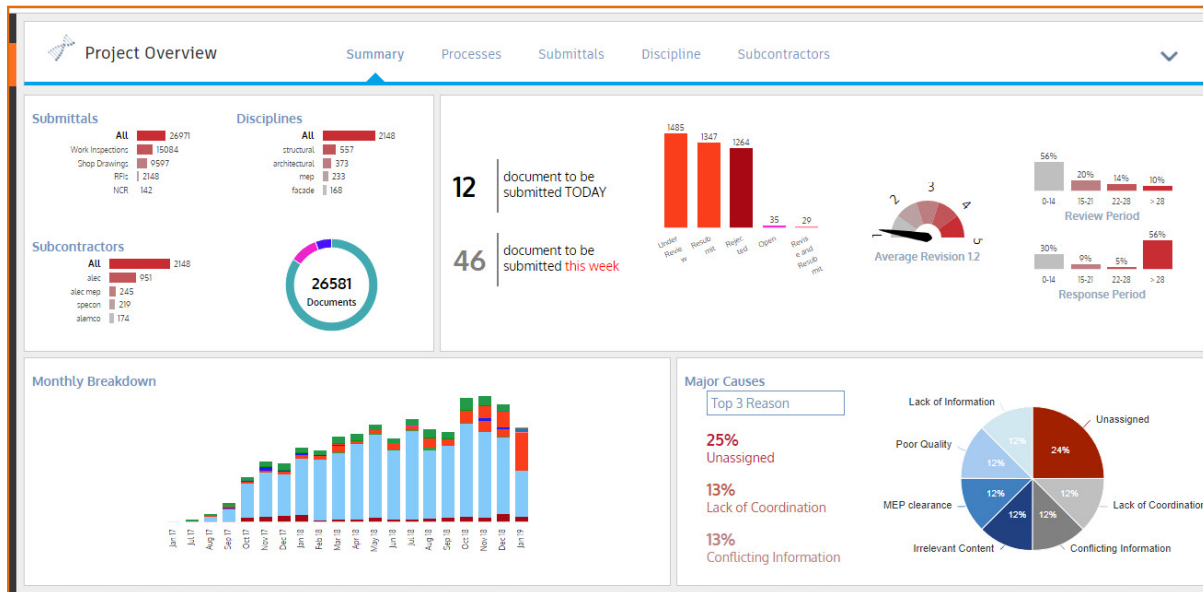 Project Overview
Summary
Processes
Submittals
Discipline
Subcontractors
Submittals
All 26971
Work Inspections 15084
Shop Drawings 9597
RFIs 2148
NCR 142
Disciplines
All 2148
structural 557
architectural 373
mep 233
facade 168
Subcontractors
All 2148
alec 951
alec mep 245
specon 219
alemco 174
26581
Documents
12
document to be
submitted TODAY
46
document to be
submitted this week
1485
1347
1264
35
29
Under
Revie
w
Resub
mit
Rejec
ted
Open
Revis
e and
Resub
mit
1
2
3
4
5
Average Revision 1.2
56%
20%
14%
10%
0-14
15-21
22-28
> 28
Review Period
30%
9%
5%
56%
0-14
15-21
22-28
> 28
Response Period
Monthly Breakdown
Jan 17
Jul 17
Aug 17
Sep 17
Oct 17
Nov 17
Dec 17
Jan 18
Feb 18
Mar 18
Apr 18
May 18
Jun 18
Jul 18
Aug 18
Sep 18
Oct 18
Nov 18
Dec 18
Jan 19
Major Causes
Top 3 Reason
25%
Unassigned
13%
Lack of Coordination
13%
Conflicting Information
Lack of Information
Unassigned
Poor Quality
MEP clearance
Lack of Coordination
Irrelevant Content
Conflicting Information
12%
24%
12%
12%
12%
12%
12%